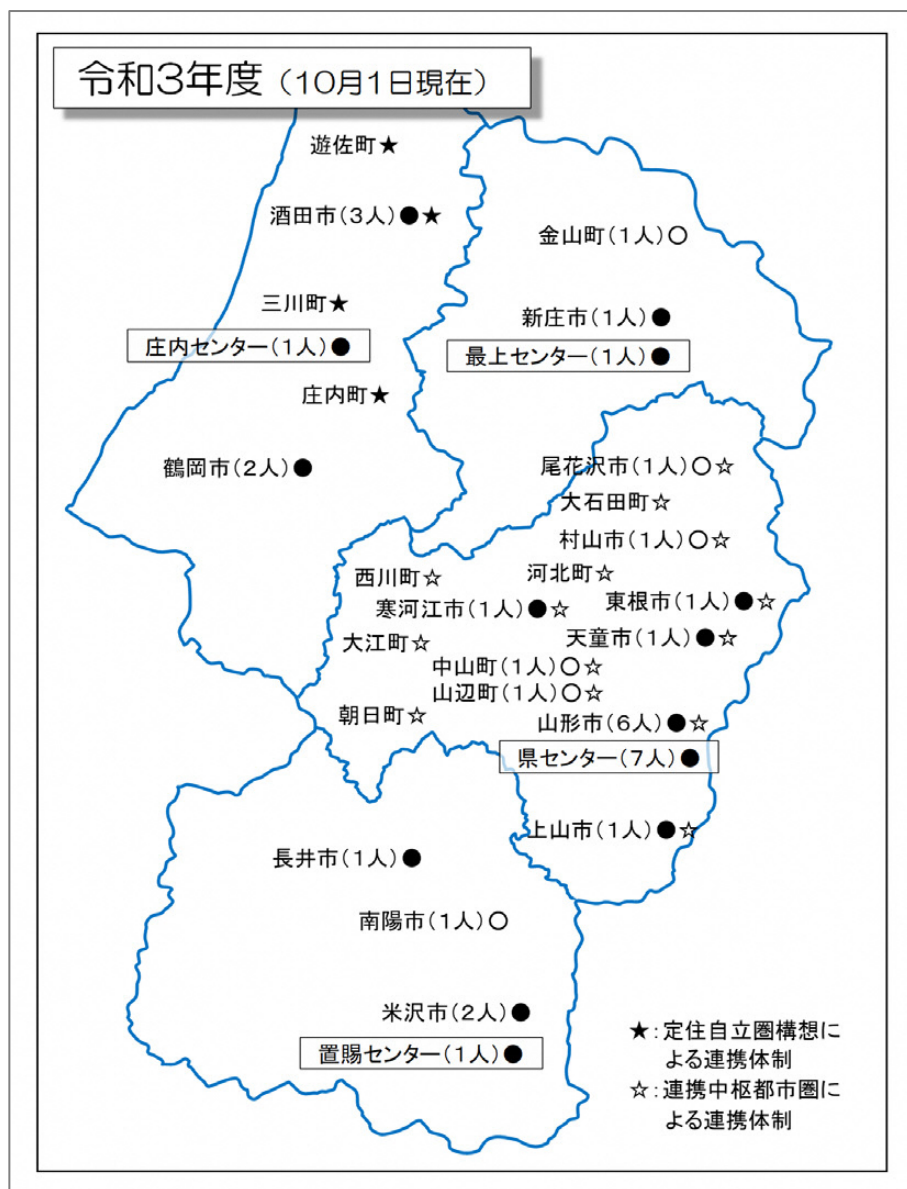 令和3年度（10月1日現在）
遊佐町★
酒田市（3人）●★
金山町（1人）○
三川町★
新庄市（1人）●
庄内センター（1人）●
最上センター（1人）●
庄内町★
鶴岡市（2人）●
尾花沢市（1人）○☆
大石田町☆
村山市（1人）○☆
西川町☆
河北町☆
寒河江市（1人）●☆
東根市（1人）●☆
大江町☆
天童市（1人）●☆
中山町（1人）○☆
山辺町（1人）○☆
朝日町☆
山形市（6人）●☆
県センター（7人）●
上山市（1人）●☆
長井市（1人）●
南陽市（1人）○
米沢市（2人）●
置賜センター（1人）●
★：定住自立圏構想に
よる連携体制
☆：連携中枢都市圏に
よる連携体制